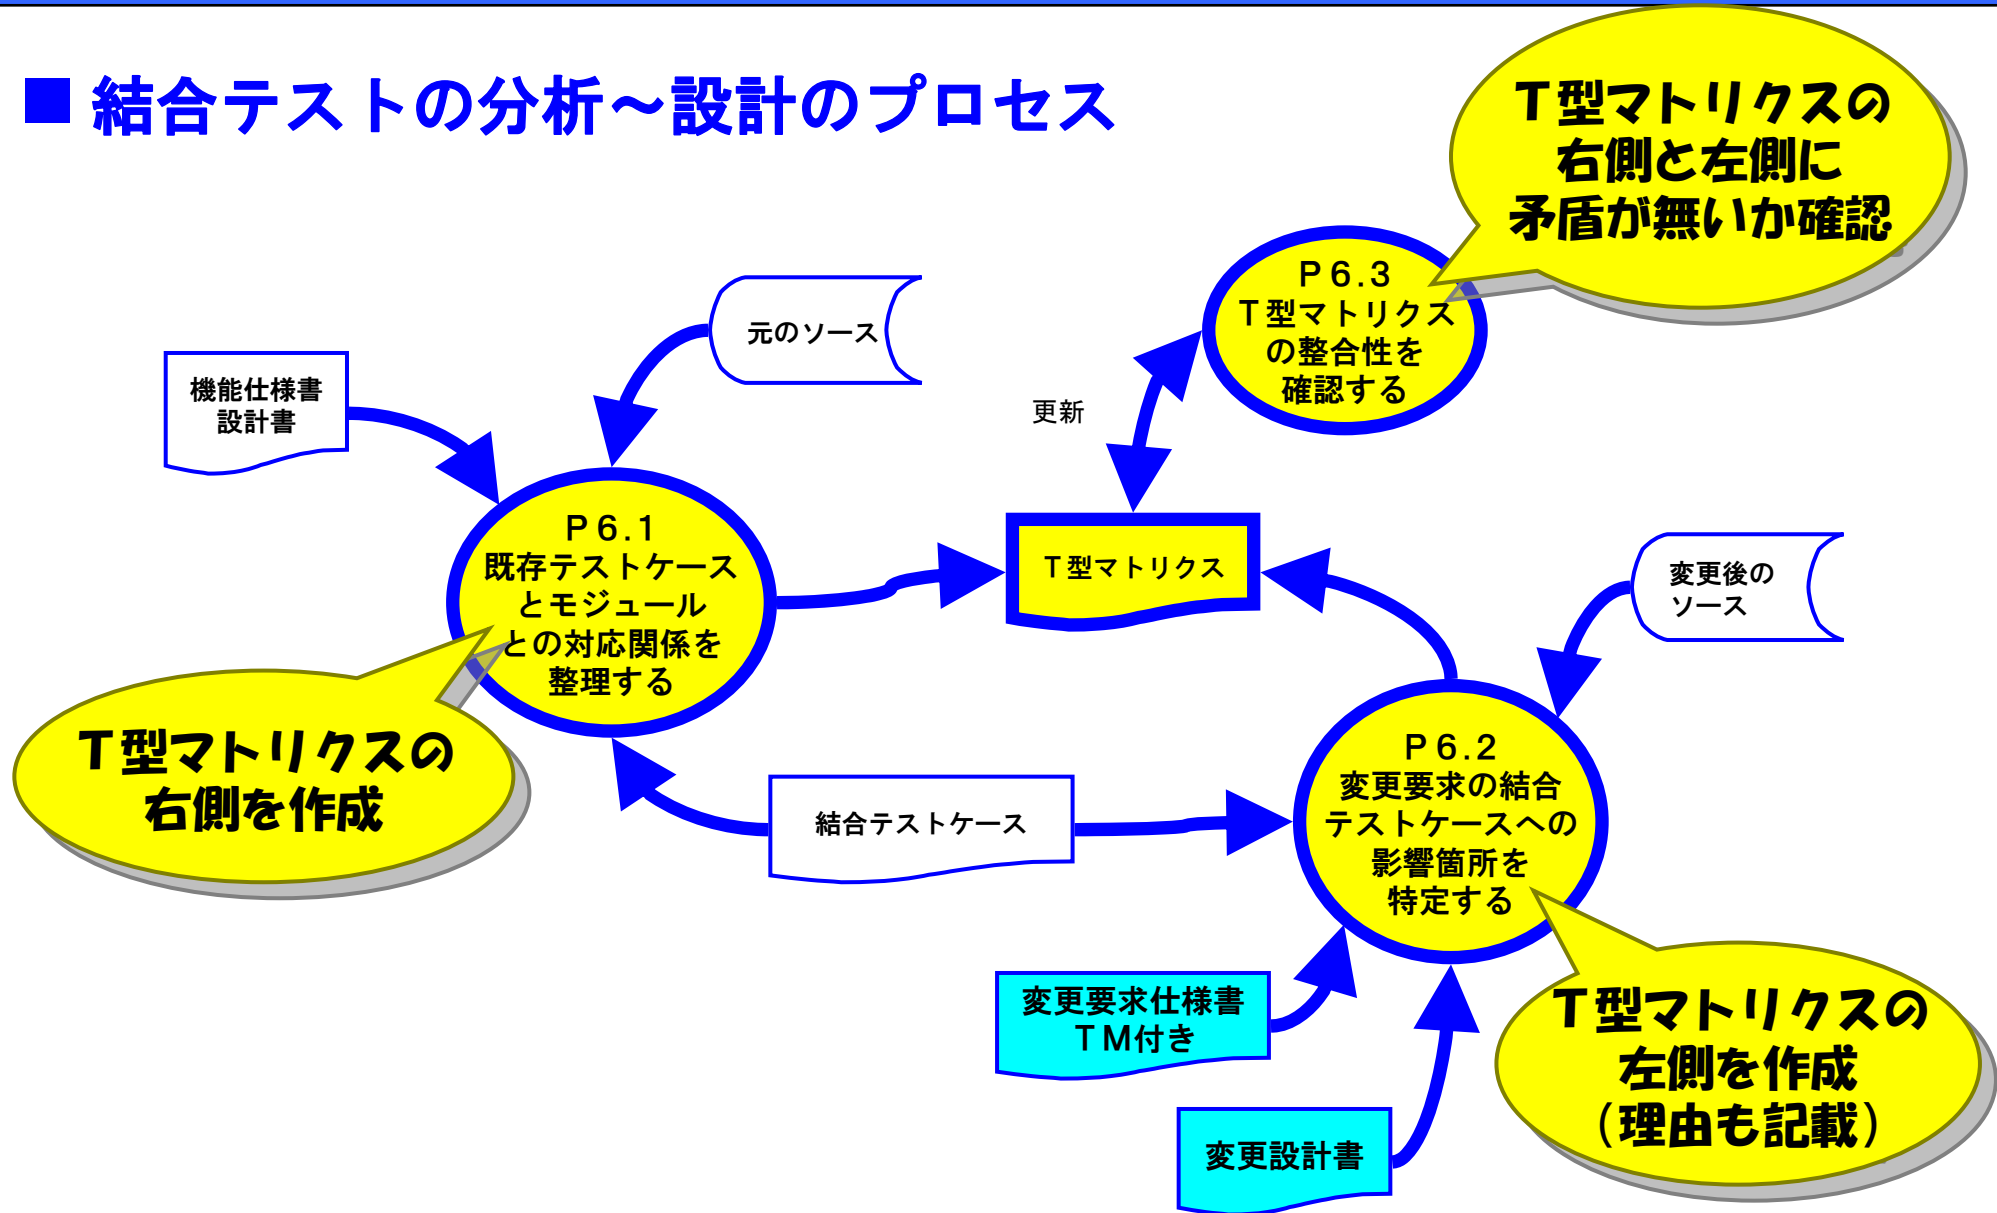 ■ 結合テストの分析～設計のプロセス
T型マトリクスの
右側と左側に
矛盾が無いか確認
P6.3
T型マトリクス
の整合性を
確認する
元のソース
機能仕様書
設計書
更新
P6.1
既存テストケース
とモジュール
との対応関係を
整理する
T型マトリクス
変更後の
ソース
T型マトリクスの
右側を作成
結合テストケース
P6.2
変更要求の結合
テストケースへの
影響箇所を
特定する
変更要求仕様書
TM付き
T型マトリクスの
左側を作成
（理由も記載）
変更設計書